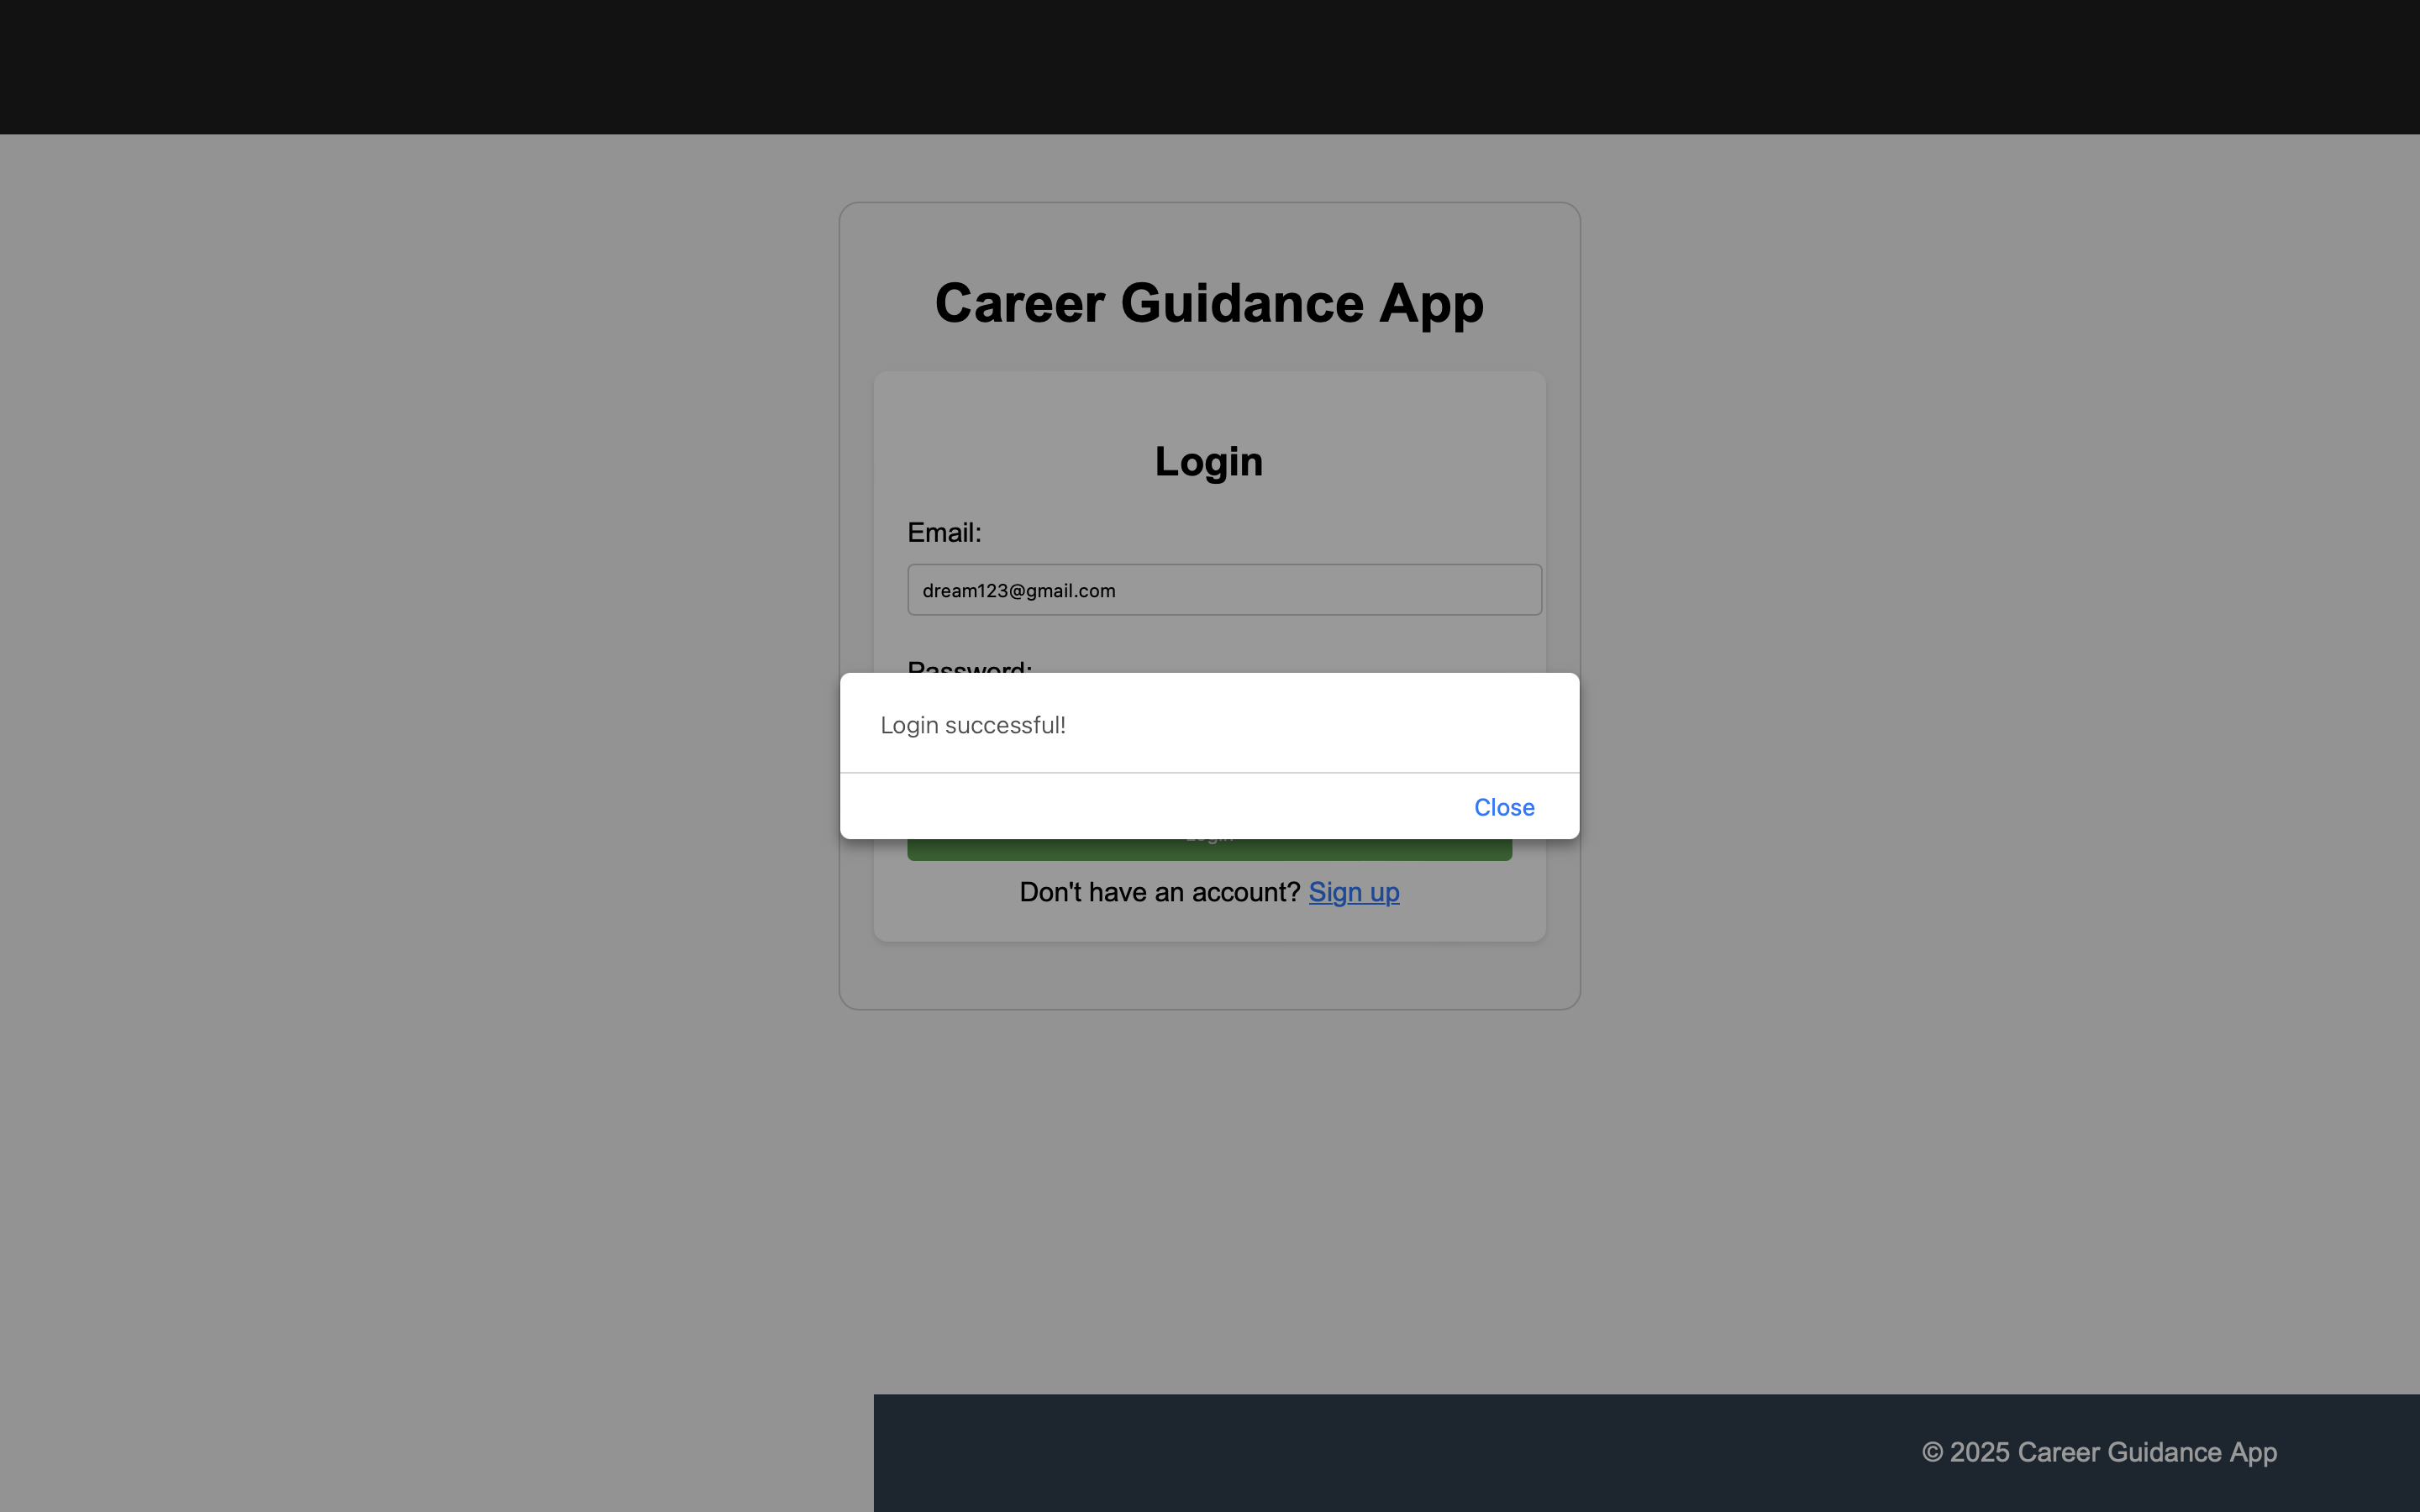 Career Guidance App
Login
Email:
dream123@gmail.com
Password:
Login successful!
Close
Login
Don't have an account? Sign up
© 2025 Career Guidance App